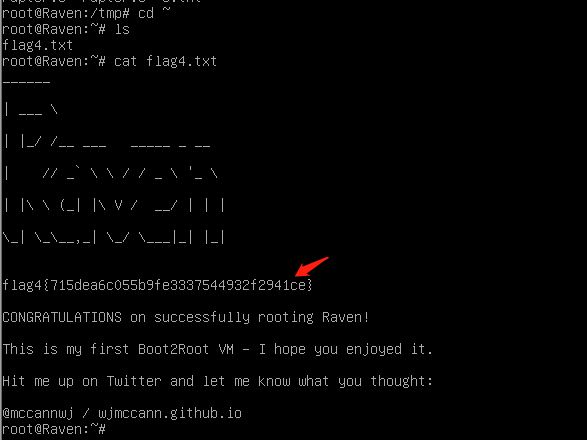 root@Raven:/tmp# cd ~
root@Raven:~# ls
flag4.txt
root@Raven:~# cat flag4.txt
______
| ___ \
| |_/ /__ ___   _____ _ __
|    // _` \ \ / / _ \ '_ \
| |\ \ (_| |\ V /  __/ | | |
\_| \_\__,_| \_/ \___|_| |_|
flag4{715dea6c055b9fe3337544932f2941ce}
CONGRATULATIONS on successfully rooting Raven!
This is my first Boot2Root VM - I hope you enjoyed it.
Hit me up on Twitter and let me know what you thought:
@mccannwj / wjmccann.github.io
root@Raven:~#